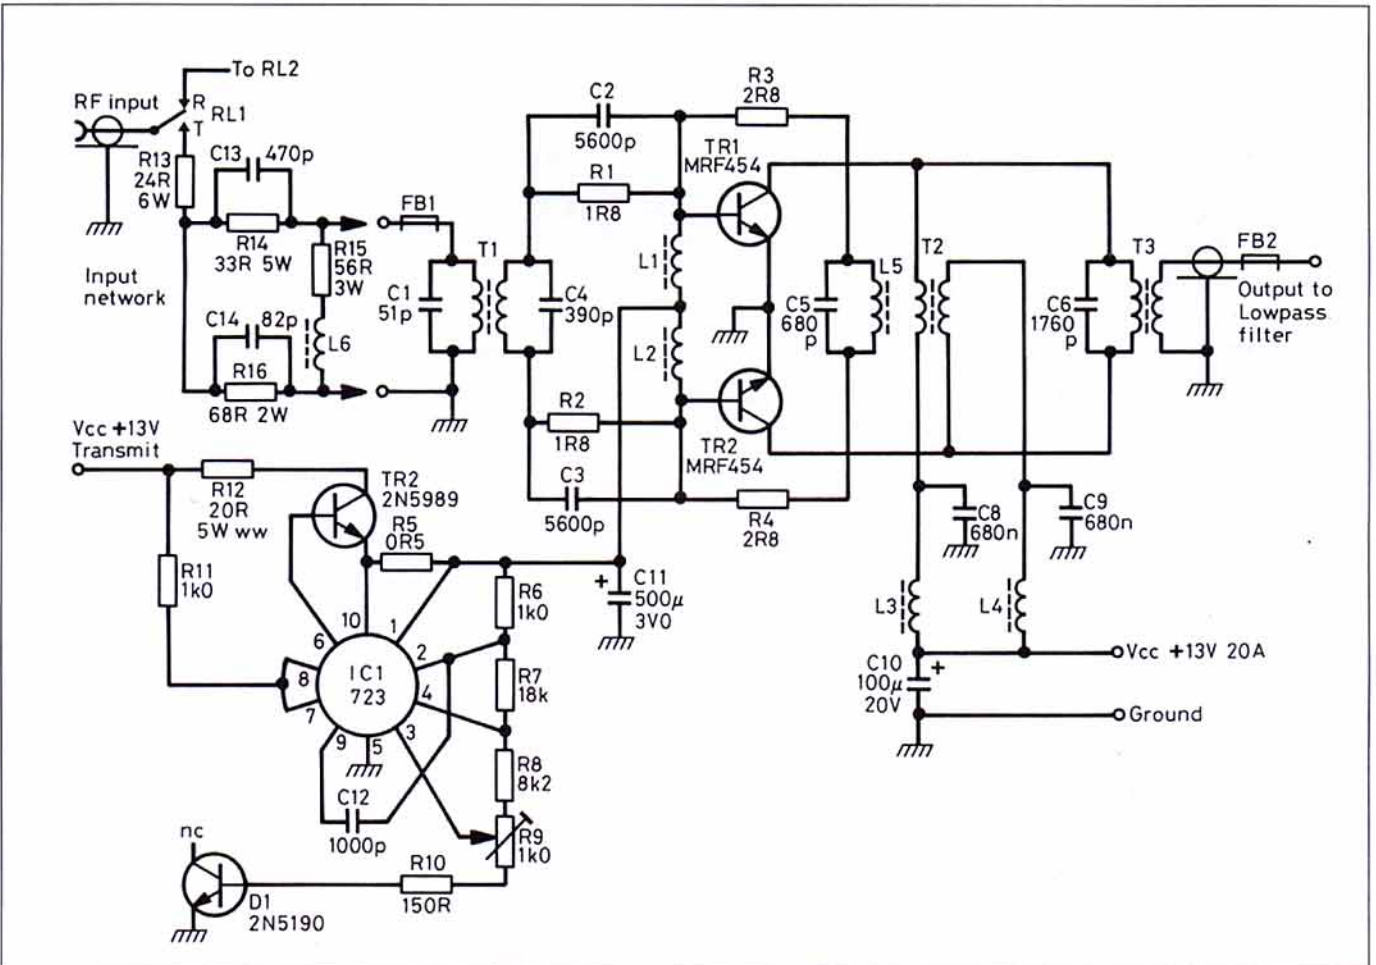 To RL2
RF input
R
RL1
T
R13
24R
6W
C13 470p
R14
33R 5W
R15
56R
3W
Input
network
C14 82p
L6
R16
68R 2W
FB1
C1
51p
T1
C4
390p
C2
5600p
R1
1R8
L1
L2
R2
1R8
C3
5600p
R3
2R8
TR1
MRF454
TR2
MRF454
R4
2R8
C5
680
p
L5
T2
C6
1760
p
T3
FB2
Output to
Lowpass
filter
C8
680n
C9
680n
L3
L4
Vcc +13V 20A
C10
100μ
20V
+
Ground
Vcc +13V
Transmit
R12
20R
5W ww
TR2
2N5989
R5
0R5
R11
1k0
R6
1k0
+
C11
500μ
3V0
10
1
6
2
8
IC1
723
4
7
9
5
3
R7
18k
R8
8k2
R9
1k0
C12
1000p
nc
R10
150R
D1
2N5190